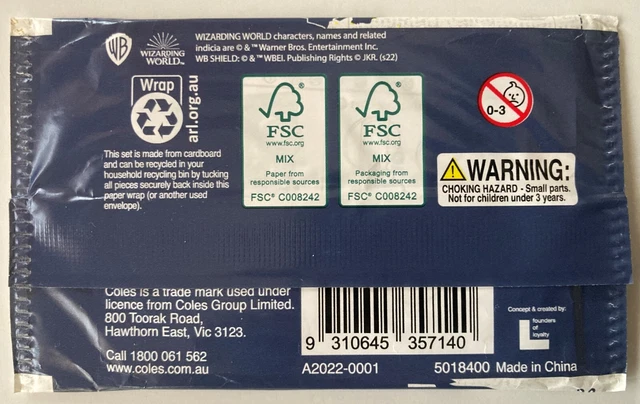 WB
WIZARDING
WORLD™
WIZARDING WORLD characters, names and related
indicia are © & ™ Warner Bros. Entertainment Inc.
WB SHIELD: © & ™ WBEI. Publishing Rights © JKR. (s22)
Wrap
arl.org.au
This set is made from cardboard
and can be recycled in your
household recycling bin by tucking
all pieces securely back inside this
paper wrap (or another used
envelope).
®
FSC
www.fsc.org
MIX
Paper from
responsible sources
FSC® C008242
®
FSC
www.fsc.org
MIX
Packaging from
responsible sources
FSC® C008242
0-3
WARNING:
CHOKING HAZARD - Small parts.
Not for children under 3 years.
Coles is a trade mark used under
licence from Coles Group Limited.
800 Toorak Road,
Hawthorn East, Vic 3123.
Call 1800 061 562
www.coles.com.au
9 310645 357140
A2022-0001
Concept & created by:
founders
of
loyalty
5018400 Made in China